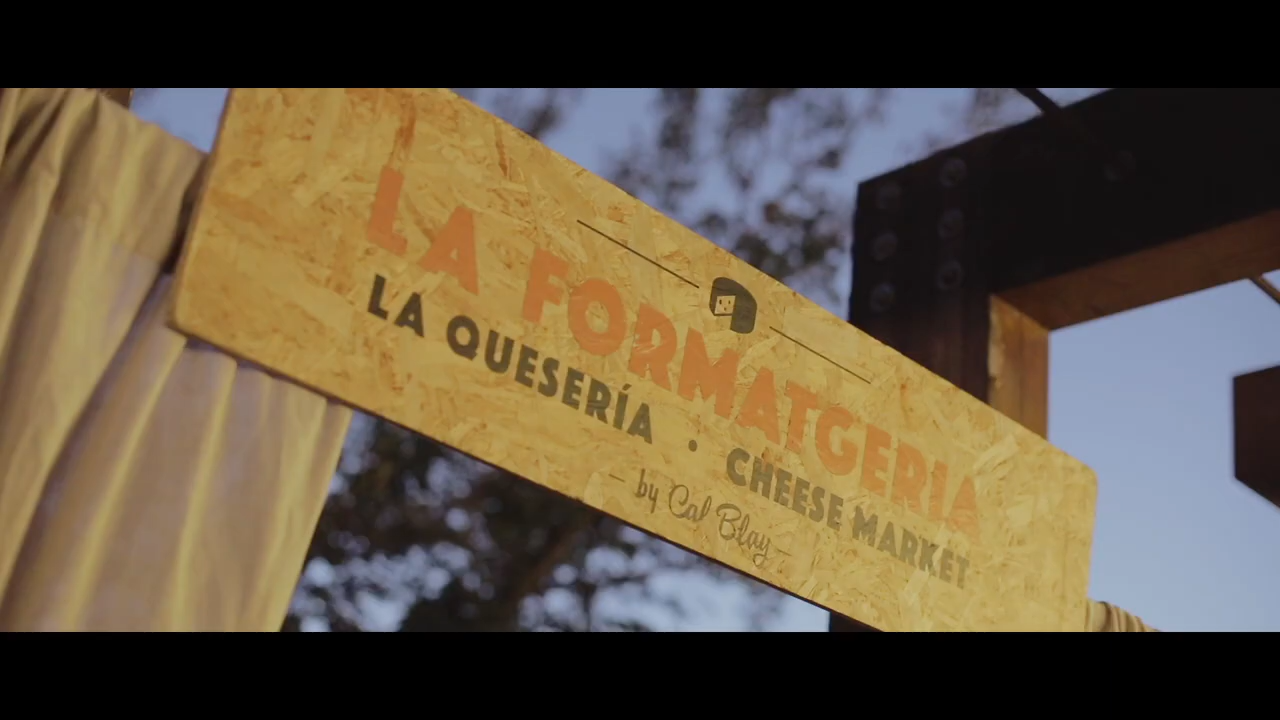 LA FORMATGERIA
LA QUESERÍA · CHEESE MARKET
– by Cal Blay –